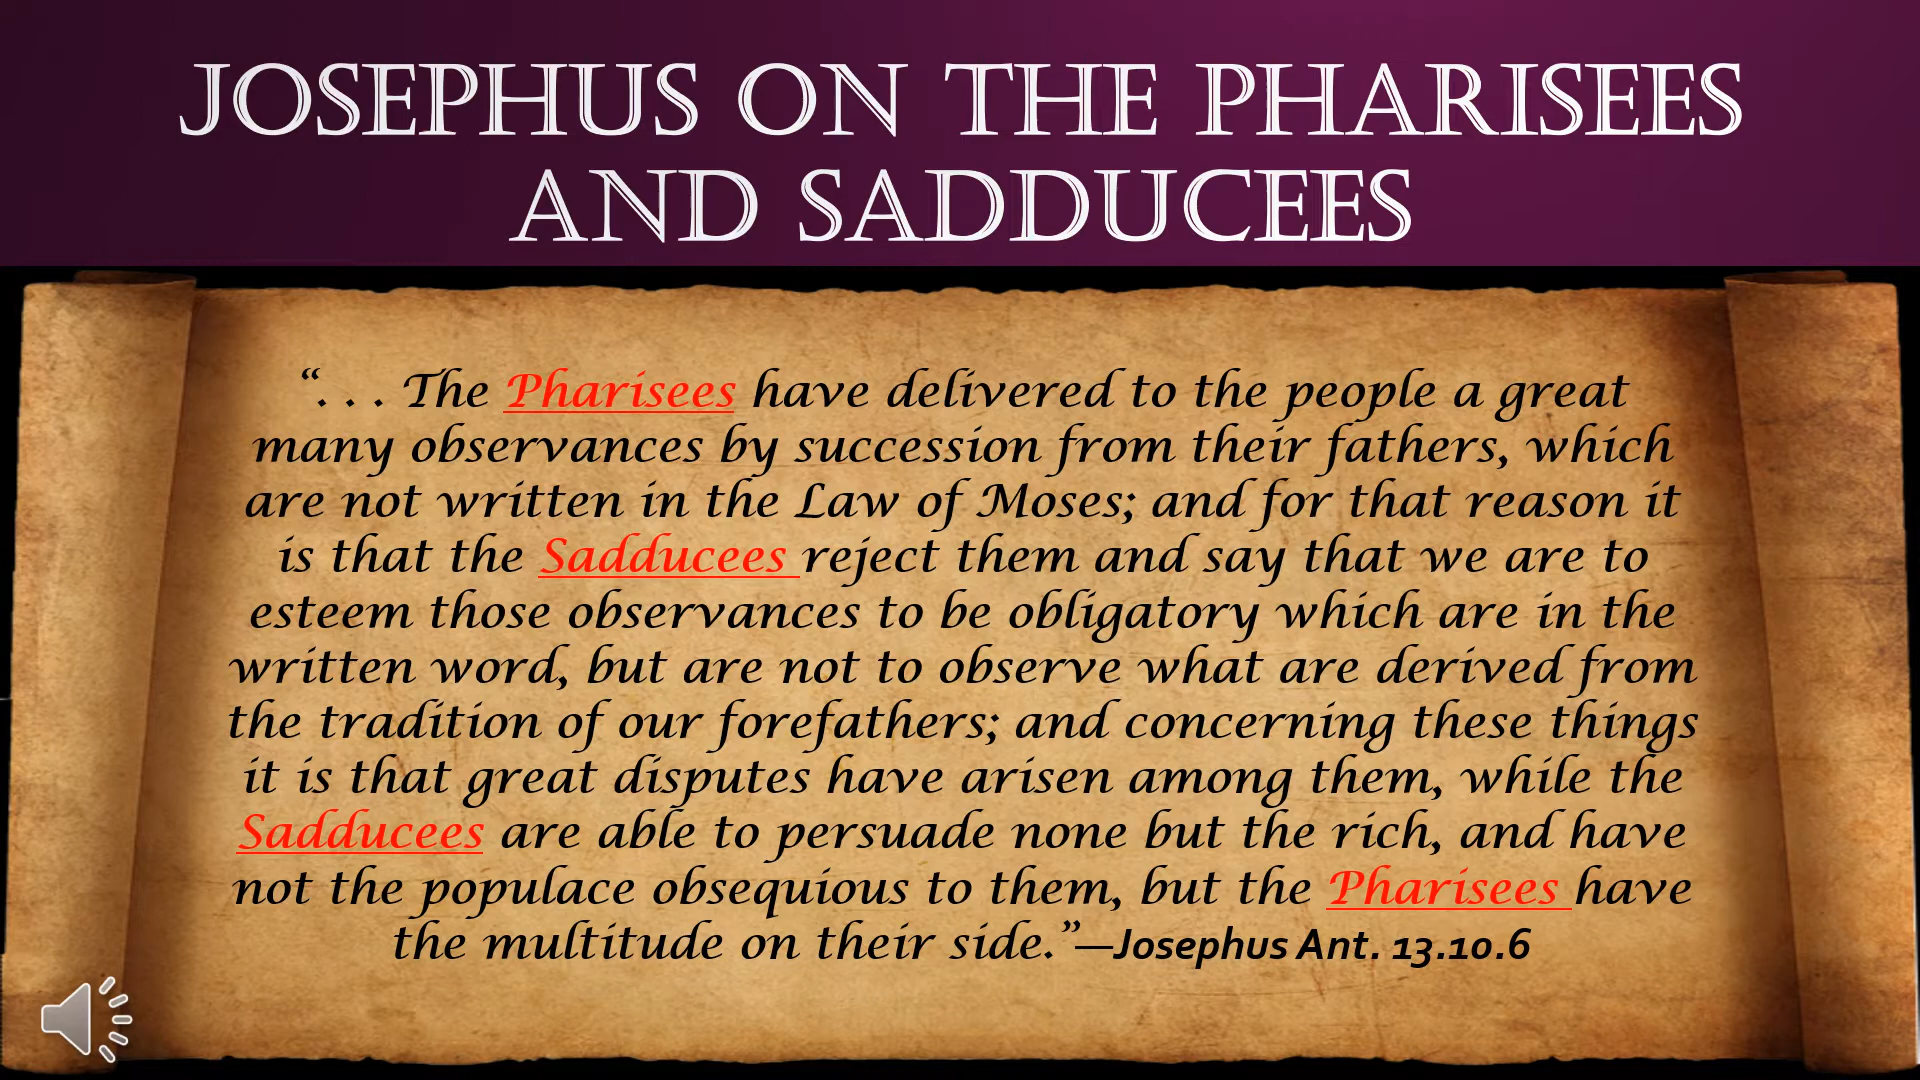 JOSEPHUS ON THE PHARISEES
AND SADDUCEES
“. . . The Pharisees have delivered to the people a great
many observances by succession from their fathers, which
are not written in the Law of Moses; and for that reason it
is that the Sadducees reject them and say that we are to
esteem those observances to be obligatory which are in the
written word, but are not to observe what are derived from
the tradition of our forefathers; and concerning these things
it is that great disputes have arisen among them, while the
Sadducees are able to persuade none but the rich, and have
not the populace obsequious to them, but the Pharisees have
the multitude on their side.”—Josephus Ant. 13.10.6